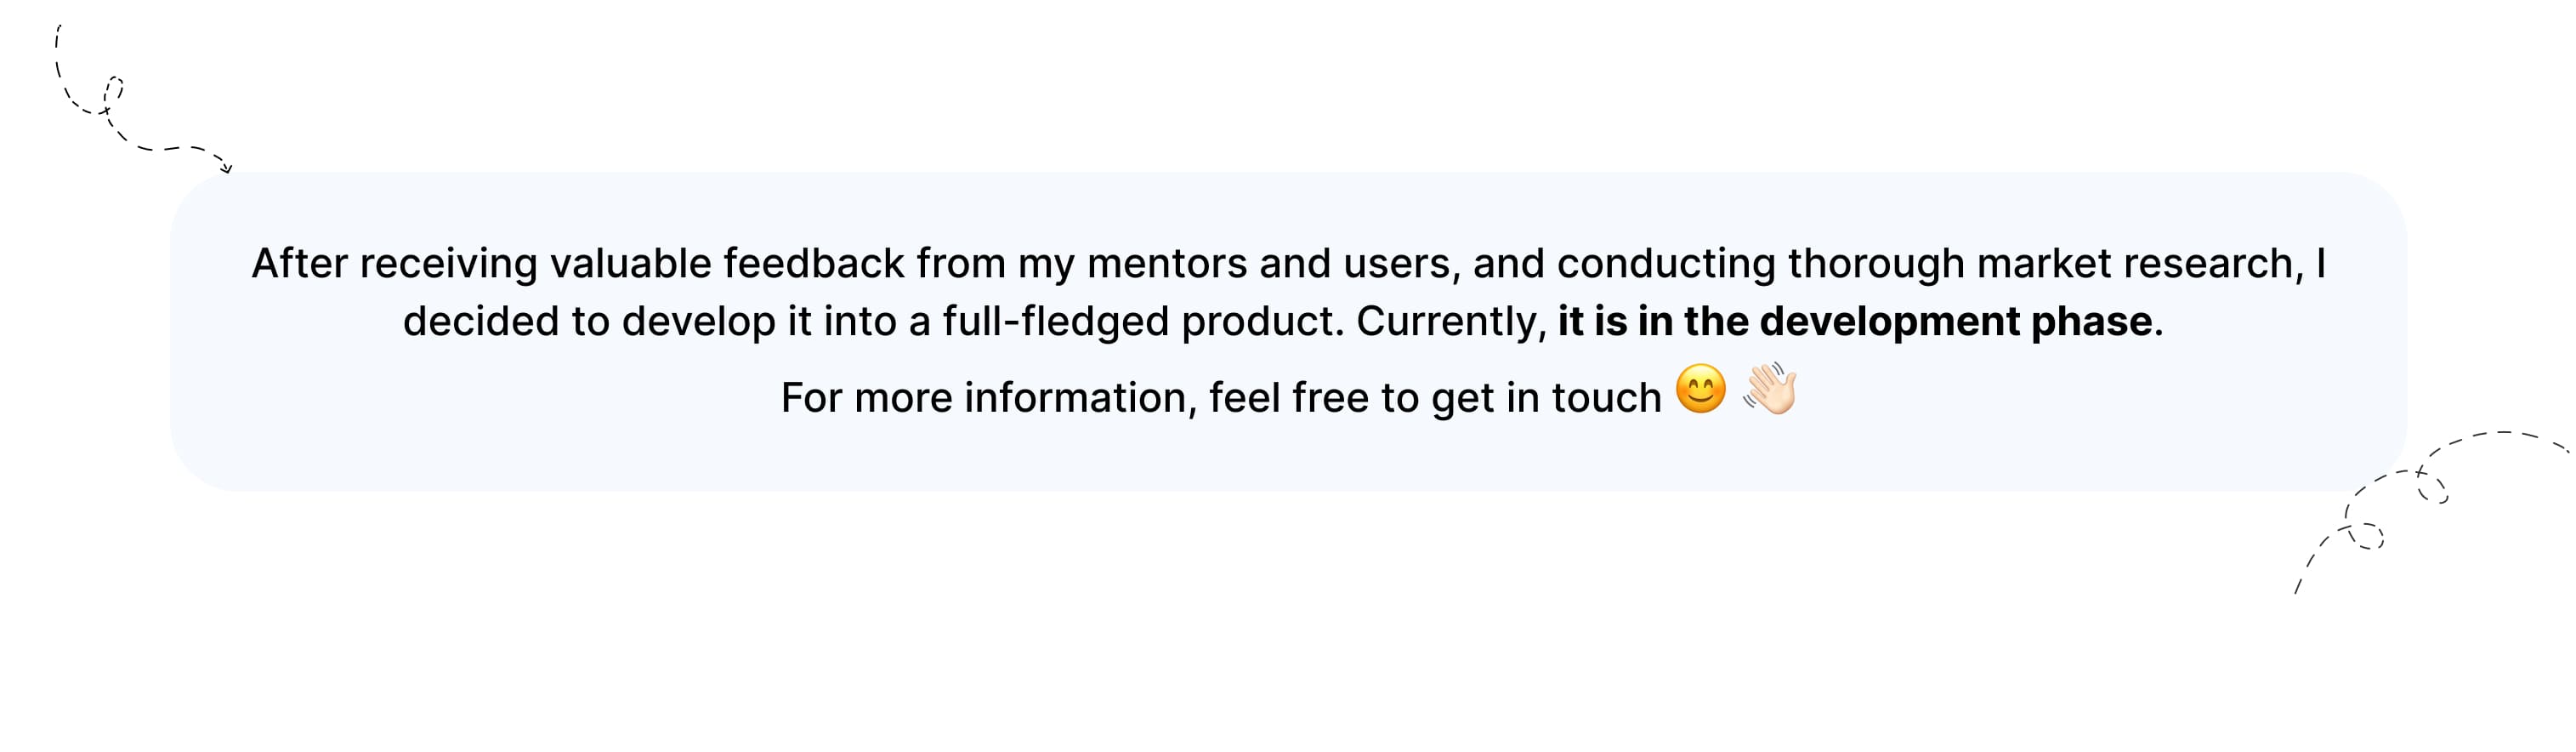 After receiving valuable feedback from my mentors and users, and conducting thorough market research, I
decided to develop it into a full-fledged product. Currently, it is in the development phase.
For more information, feel free to get in touch 😊 👋🏻